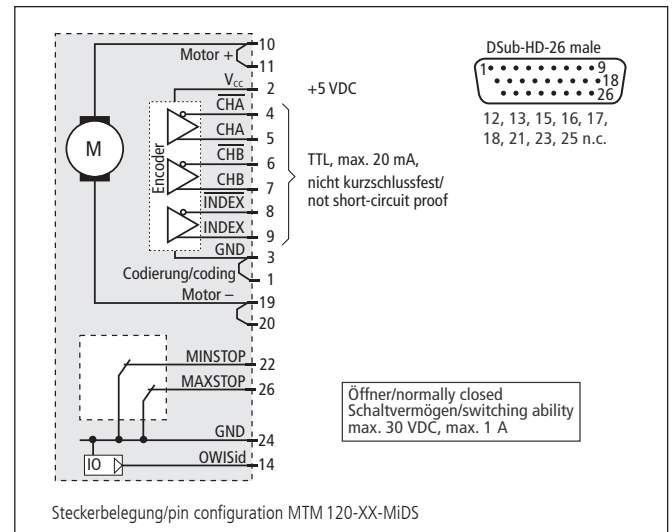 Motor +
10
11
V_CC
2
+5 VDC
C̅H̅A̅
4
CHA
5
C̅H̅B̅
6
CHB
7
I̅N̅D̅E̅X̅
8
INDEX
9
GND
3
Codierung/coding
1
Motor –
19
20
M
Encoder
TTL, max. 20 mA,
nicht kurzschlussfest/
not short-circuit proof
DSub-HD-26 male
1 9
18
26
12, 13, 15, 16, 17,
18, 21, 23, 25 n.c.
MINSTOP
22
MAXSTOP
26
GND
24
IO
OWISid
14
Öffner/normally closed
Schaltvermögen/switching ability
max. 30 VDC, max. 1 A
Steckerbelegung/pin configuration MTM 120-XX-MiDS